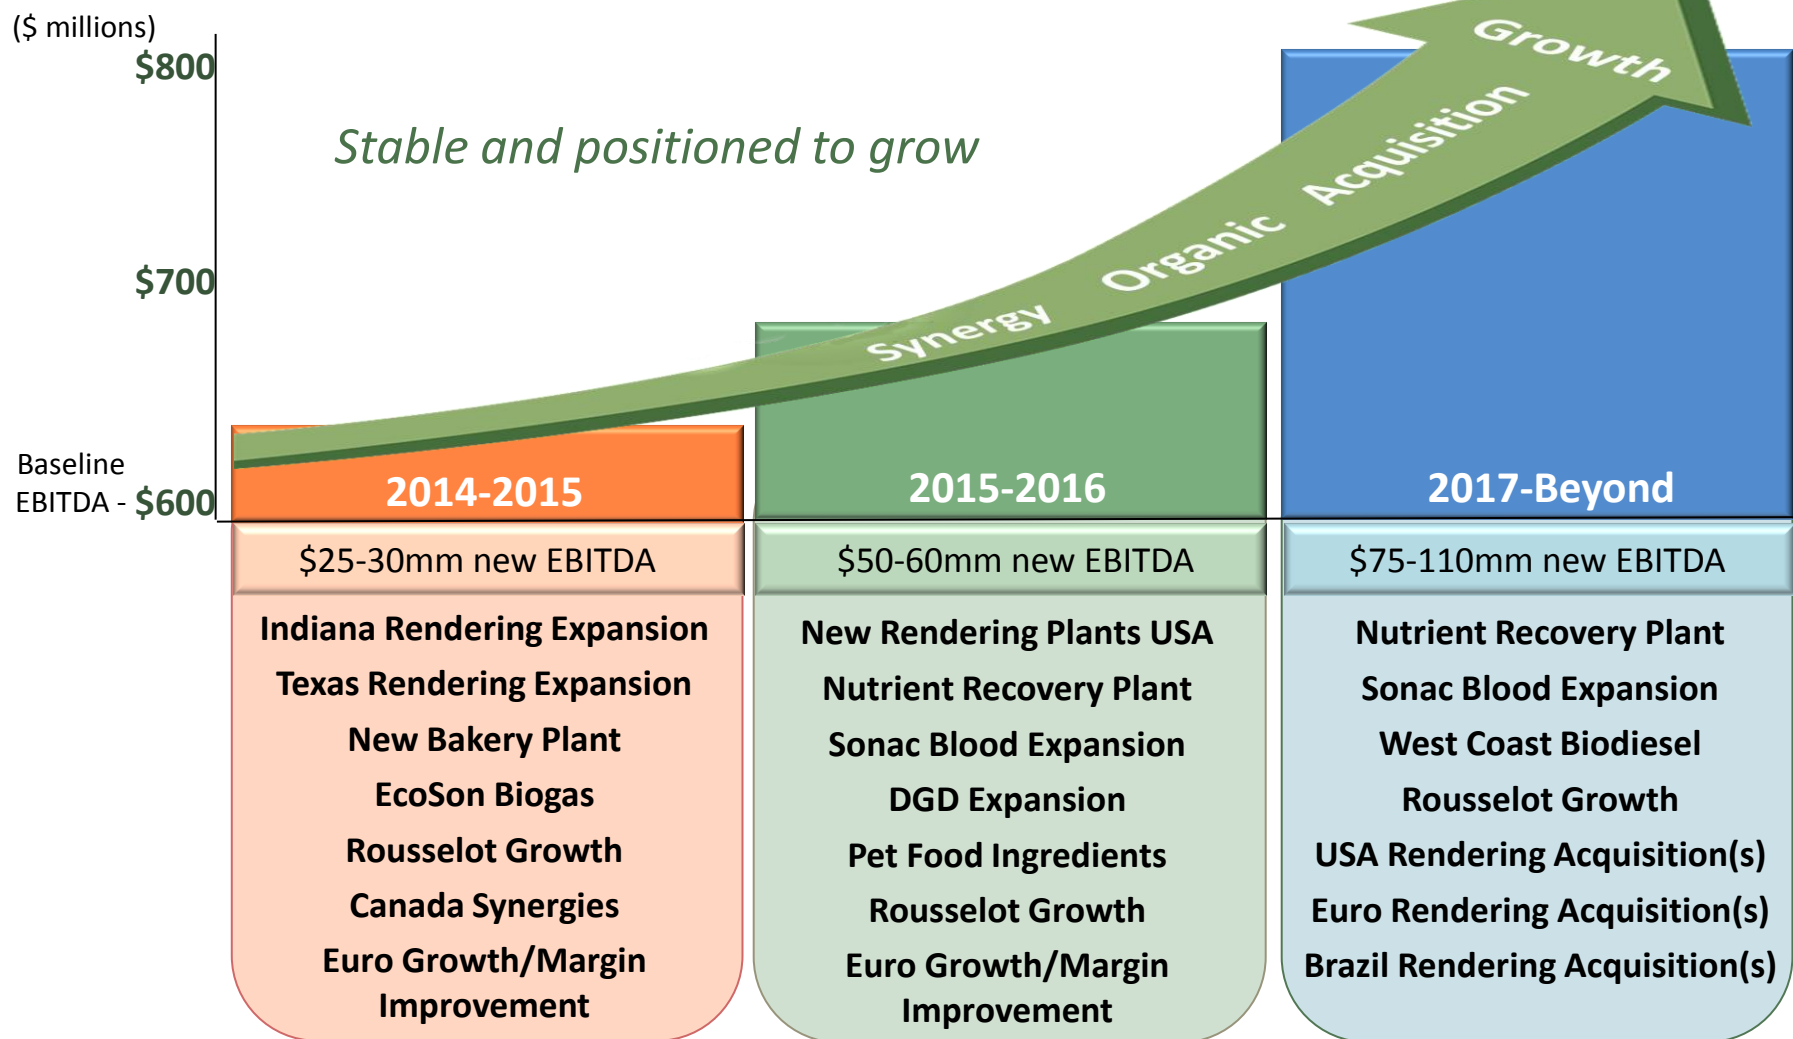 ($ millions)
$800
Stable and positioned to grow
$700
Baseline
EBITDA - $600
Synergy Organic Acquisition
Growth
2014-2015
$25-30mm new EBITDA
Indiana Rendering Expansion
Texas Rendering Expansion
New Bakery Plant
EcoSon Biogas
Rousselot Growth
Canada Synergies
Euro Growth/Margin
Improvement
2015-2016
$50-60mm new EBITDA
New Rendering Plants USA
Nutrient Recovery Plant
Sonac Blood Expansion
DGD Expansion
Pet Food Ingredients
Rousselot Growth
Euro Growth/Margin
Improvement
2017-Beyond
$75-110mm new EBITDA
Nutrient Recovery Plant
Sonac Blood Expansion
West Coast Biodiesel
Rousselot Growth
USA Rendering Acquisition(s)
Euro Rendering Acquisition(s)
Brazil Rendering Acquisition(s)